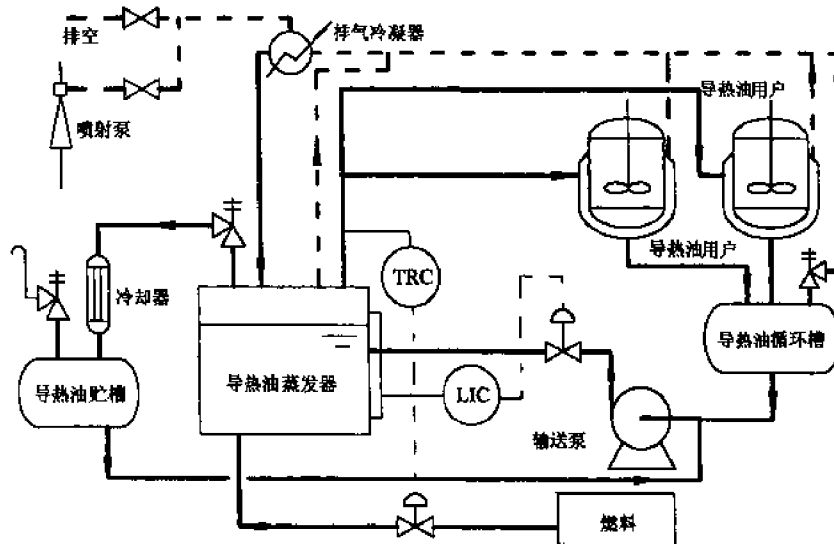 排空
排气冷凝器
喷射泵
导热油用户
导热油用户
TRC
冷却器
导热油贮槽
导热油蒸发器
LIC
导热油循环槽
输送泵
燃料